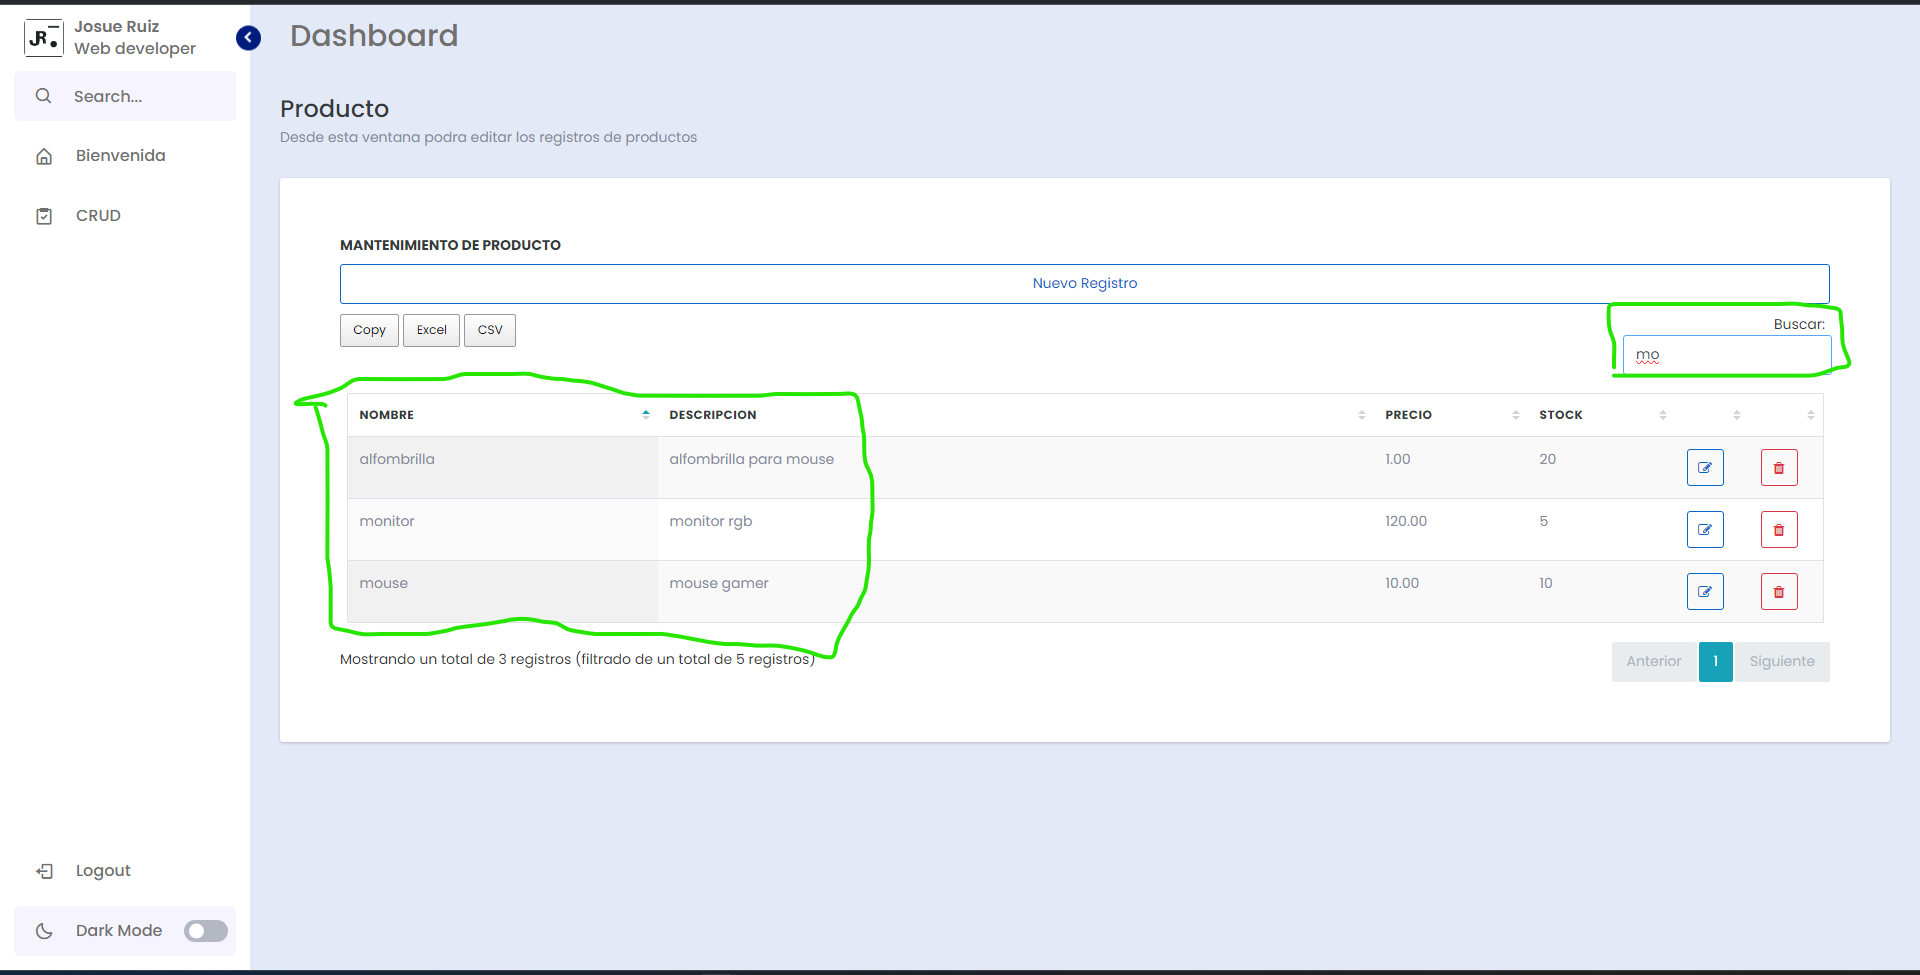 JR
Josue Ruiz
Web developer
Dashboard
Search...
Bienvenida
CRUD
Producto
Desde esta ventana podra editar los registros de productos
MANTENIMIENTO DE PRODUCTO
Nuevo Registro
Copy Excel CSV
Buscar:
mo
NOMBRE DESCRIPCION PRECIO STOCK
alfombrilla alfombrilla para mouse 1.00 20
monitor monitor rgb 120.00 5
mouse mouse gamer 10.00 10
Mostrando un total de 3 registros (filtrado de un total de 5 registros)
Anterior 1 Siguiente
Logout
Dark Mode